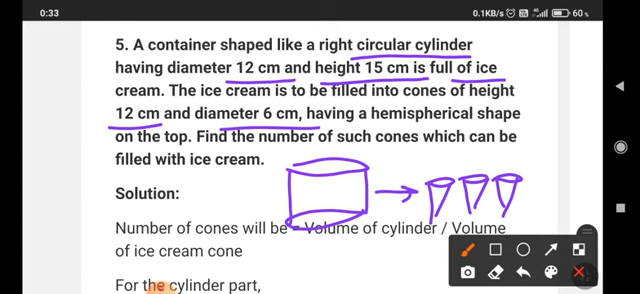 0:33
0.1KB/s 4G 60%
5. A container shaped like a right circular cylinder
having diameter 12 cm and height 15 cm is full of ice
cream. The ice cream is to be filled into cones of height
12 cm and diameter 6 cm, having a hemispherical shape
on the top. Find the number of such cones which can be
filled with ice cream.
Solution:
Number of cones will be = Volume of cylinder / Volume
of ice cream cone
For the cylinder part,